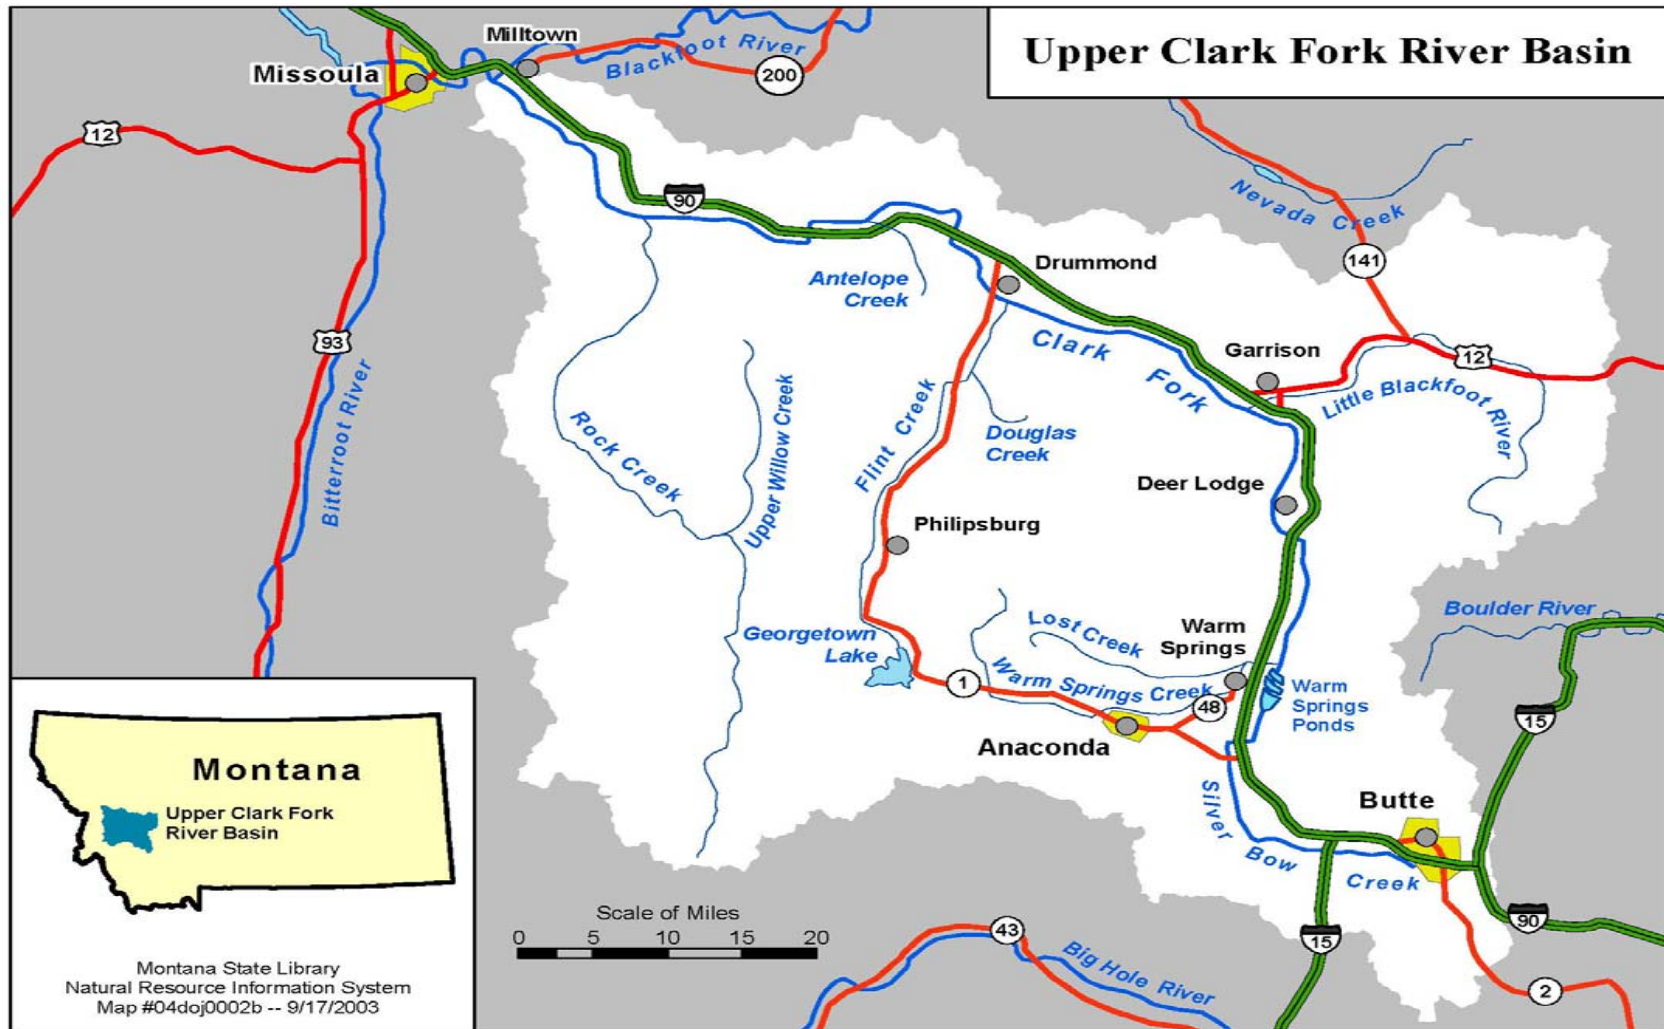 Upper Clark Fork River Basin
Milltown
Blackfoot River
200
Missoula
12
90
Nevada Creek
141
Drummond
Antelope
Creek
93
Bitterroot River
Clark Fork
Garrison
12
Little Blackfoot River
Rock Creek
Upper Willow Creek
Flint Creek
Douglas
Creek
Deer Lodge
Philipsburg
Georgetown
Lake
Lost Creek
Warm
Springs
Boulder River
1
Warm Springs Creek
48
Warm
Springs
Ponds
15
Anaconda
Silver Bow Creek
Butte
90
15
43
Big Hole River
2
Scale of Miles
0 5 10 15 20
Montana
Upper Clark Fork
River Basin
Montana State Library
Natural Resource Information System
Map #04doj0002b -- 9/17/2003